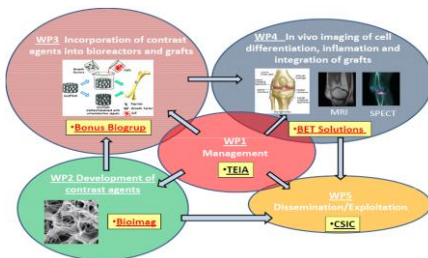 WP3 Incorporation of contrast
agents into bioreactors and grafts
•Bonus Biogrup
WP4 In vivo imaging of cell
differentiation, inflamation and
integration of grafts
MRI
SPECT
•BET Solutions
WP1
Management
•TEIA
WP2 Development of
contrast agents
•Bioimag
WP5
Dissemination/Exploitation
•CSIC